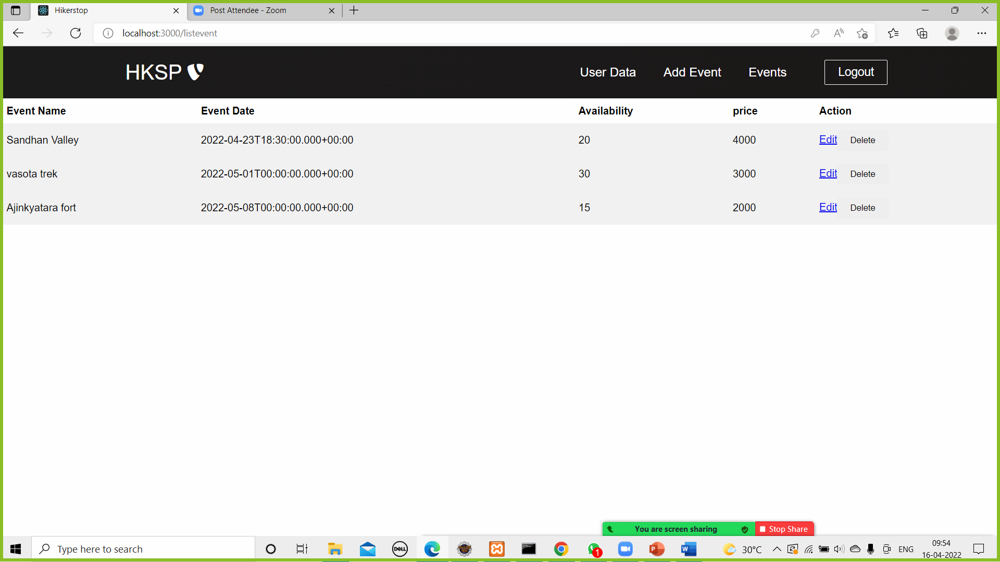 Hikerstop
Post Attendee - Zoom
localhost:3000/listevent
HKSP
User Data
Add Event
Events
Logout
Event Name Event Date Availability price Action
Sandhan Valley 2022-04-23T18:30:00.000+00:00 20 4000 Edit Delete
vasota trek 2022-05-01T00:00:00.000+00:00 30 3000 Edit Delete
Ajinkyatara fort 2022-05-08T00:00:00.000+00:00 15 2000 Edit Delete
You are screen sharing
Stop Share
Type here to search
DELL
1
P
W
30°C
ENG
09:54
16-04-2022